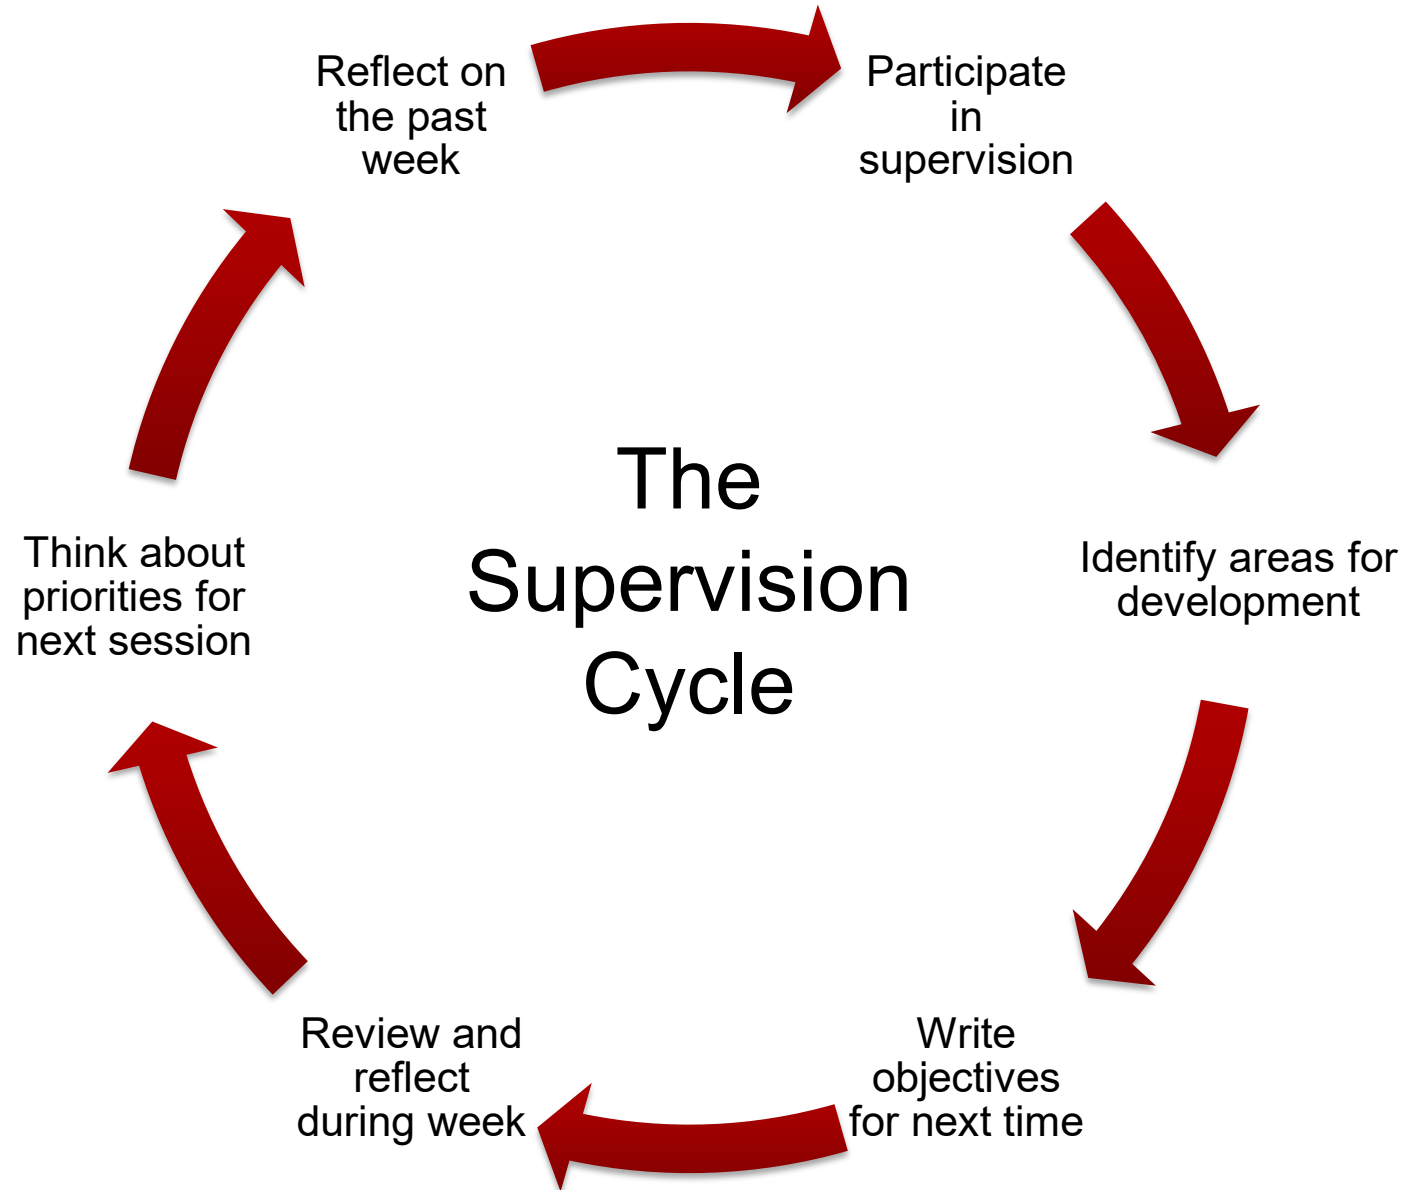 Reflect on
the past
week
Participate
in
supervision
Identify areas for
development
Write
objectives
for next time
Review and
reflect
during week
Think about
priorities for
next session
The
Supervision
Cycle